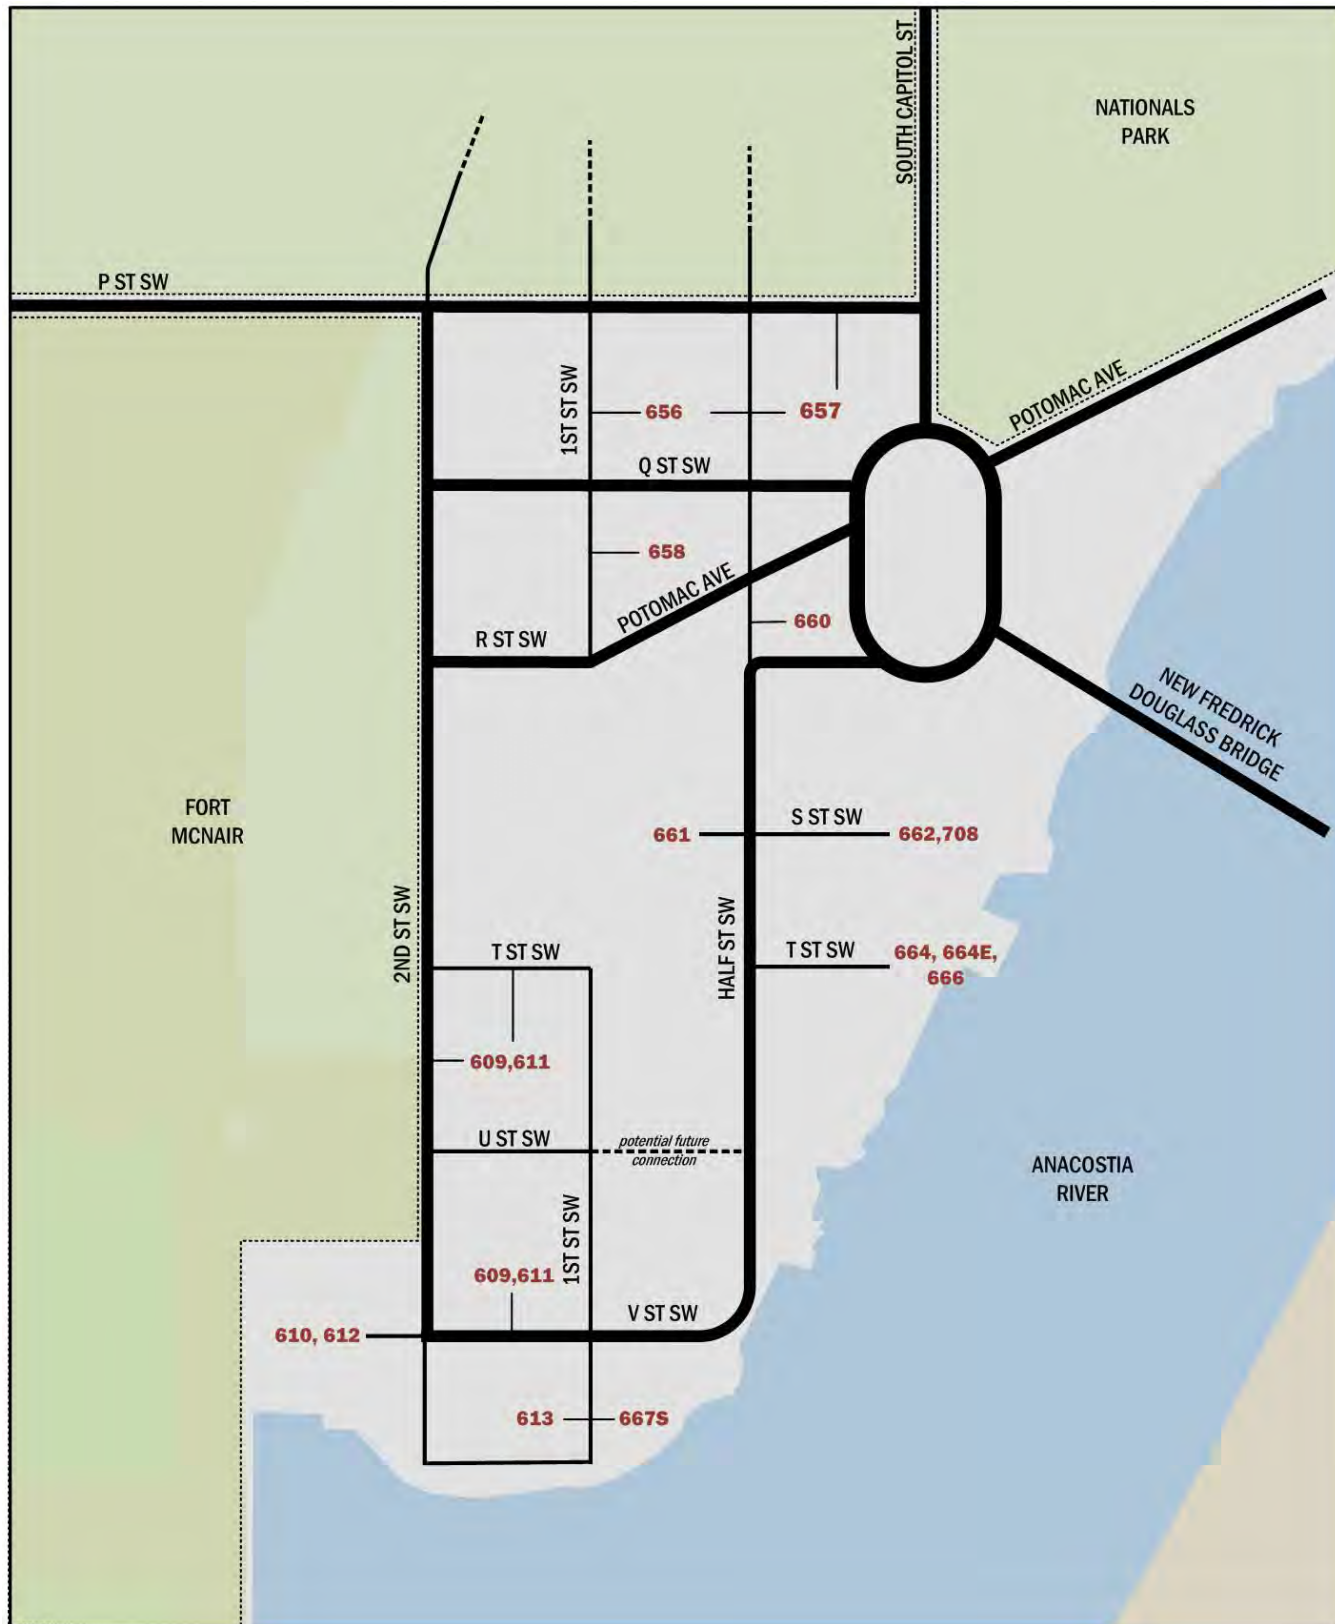 SOUTH CAPITOL ST
NATIONALS
PARK
P ST SW
1ST ST SW
656
657
POTOMAC AVE
Q ST SW
658
POTOMAC AVE
660
R ST SW
NEW FREDRICK
DOUGLASS BRIDGE
FORT
MCNAIR
661
S ST SW
662,708
2ND ST SW
HALF ST SW
T ST SW
T ST SW
664, 664E,
666
609,611
U ST SW
potential future
connection
ANACOSTIA
RIVER
1ST ST SW
609,611
V ST SW
610, 612
613
667S